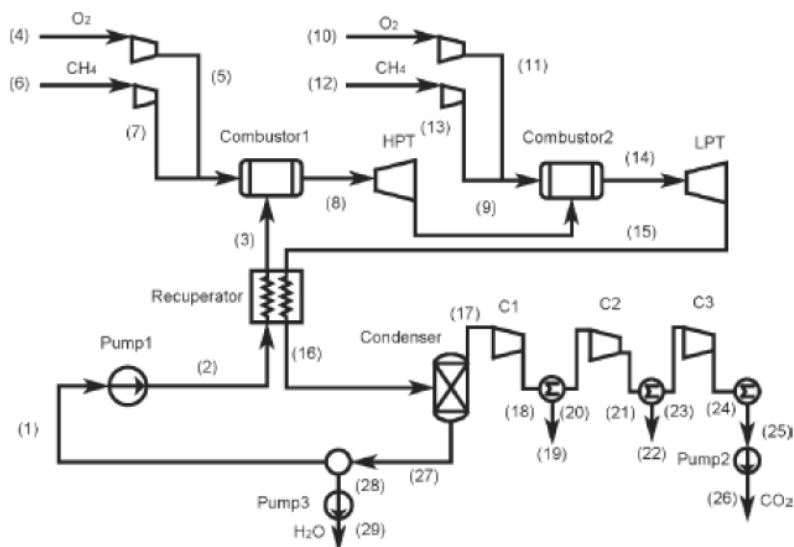 (4) O₂ (10) O₂
(6) CH₄ (5) (12) CH₄ (11)
(7) Combustor1 HPT (13) Combustor2 (14) LPT
(8) (9)
(3) (15)
Recuperator
(17) C1 C2 C3
Condenser
Pump1 (2) (16)
(18) (20) (21) (23) (24) (25)
(1) (19) (22) Pump2
(27)
(28) (26) CO₂
Pump3
H₂O (29)